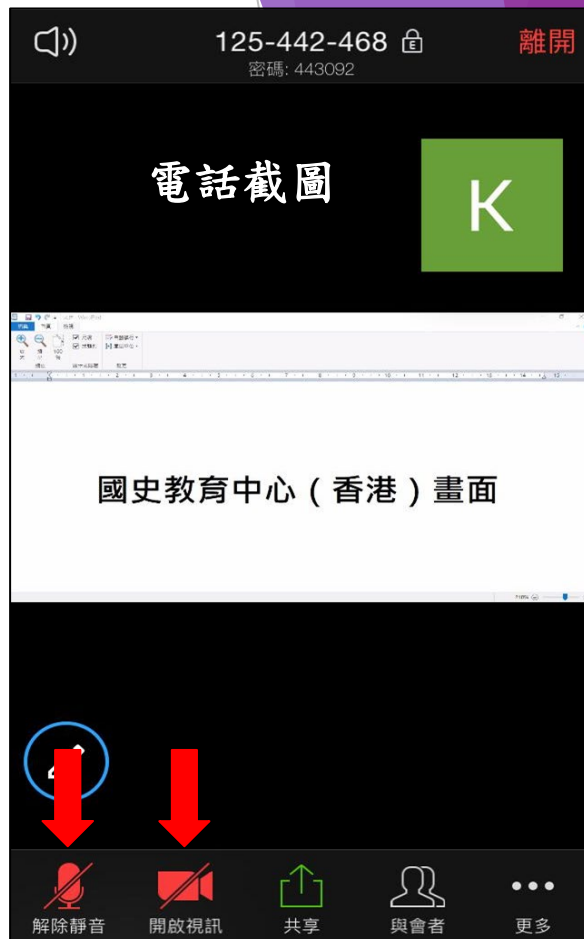 125-442-468
離開
密碼: 443092
電話截圖
K
國史教育中心（香港）畫面
解除靜音
開啟視訊
共享
與會者
更多